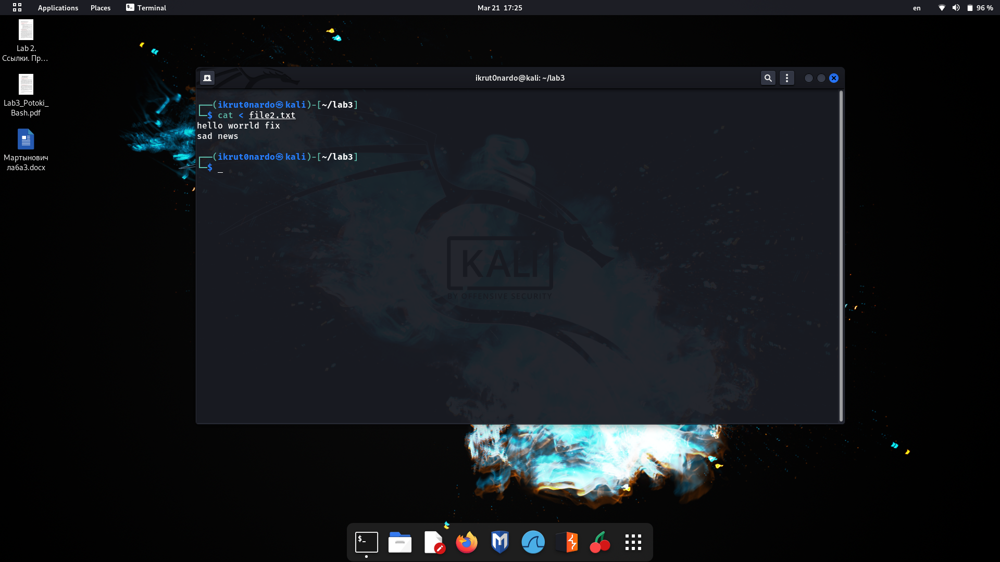 Applications Places Terminal Mar 21 17:25 en 96 %
Lab 2.
Ссылки. Пр...
Lab3_Potoki_
Bash.pdf
Мартынович
ла6а3.docx
ikrut0nardo@kali: ~/lab3
(ikrut0nardo㉿kali)-[~/lab3]
$ cat < file2.txt
hello worrld fix
sad news
(ikrut0nardo㉿kali)-[~/lab3]
$ _
KALI
BY OFFENSIVE SECURITY